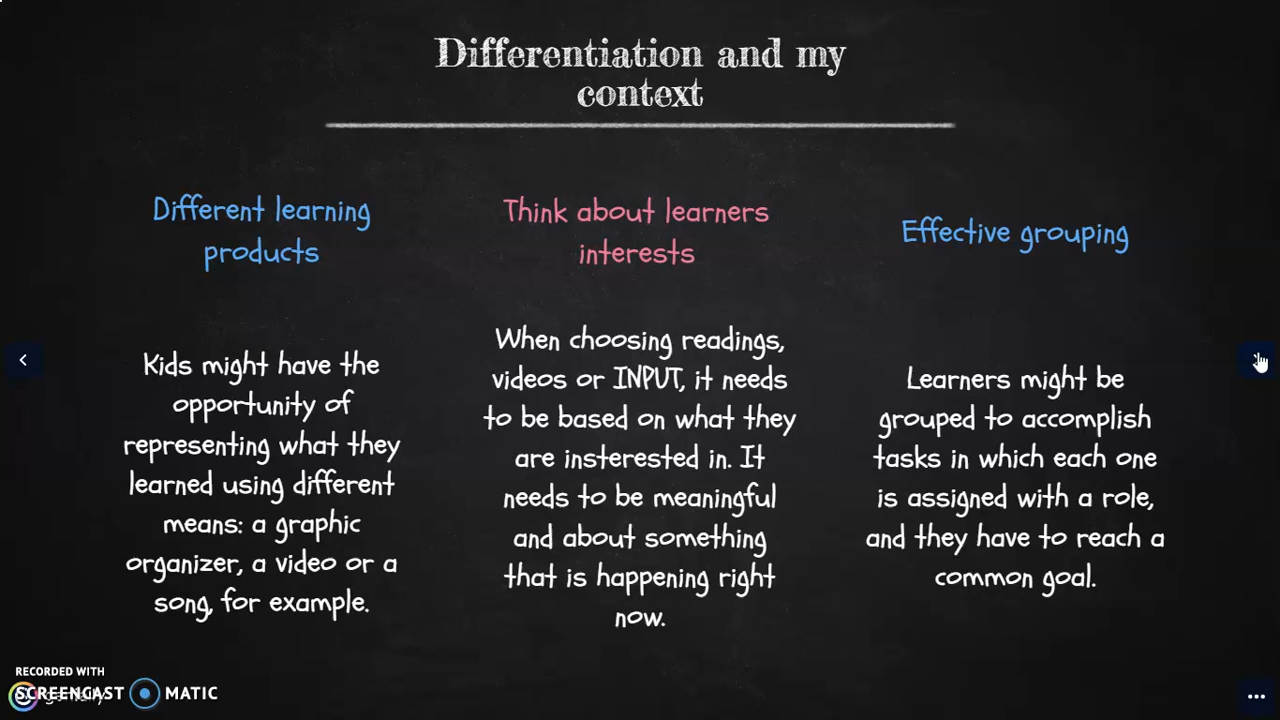 Differentiation and my
context
Different learning
products
Kids might have the
opportunity of
representing what they
learned using different
means: a graphic
organizer, a video or a
song, for example.
Think about learners
interests
When choosing readings,
videos or INPUT, it needs
to be based on what they
are insterested in. It
needs to be meaningful
and about something
that is happening right
now.
Effective grouping
Learners might be
grouped to accomplish
tasks in which each one
is assigned with a role,
and they have to reach a
common goal.
RECORDED WITH
SCREENCAST MATIC